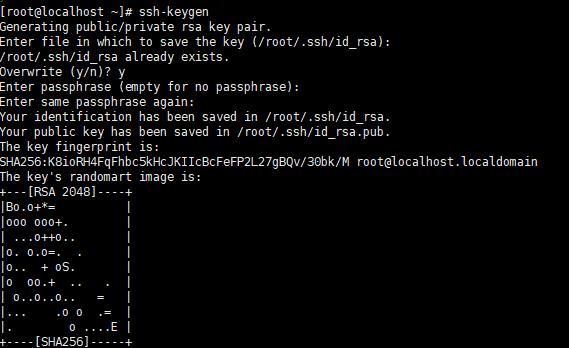 [root@localhost ~]# ssh-keygen
Generating public/private rsa key pair.
Enter file in which to save the key (/root/.ssh/id_rsa):
/root/.ssh/id_rsa already exists.
Overwrite (y/n)? y
Enter passphrase (empty for no passphrase):
Enter same passphrase again:
Your identification has been saved in /root/.ssh/id_rsa.
Your public key has been saved in /root/.ssh/id_rsa.pub.
The key fingerprint is:
SHA256:K8ioRH4FqFhbc5kHcJKIIcBcFeFP2L27gBQv/30bk/M root@localhost.localdomain
The key's randomart image is:
+---[RSA 2048]----+
|Bo.o+*=          |
|ooo ooo+.        |
| ...o++o..       |
|o. o.o=.  .      |
|o..  + oS.       |
|o  oo.+  ..   .  |
| o..o..o..   =   |
|...    .o o  .=  |
|.        o ....E |
+----[SHA256]-----+